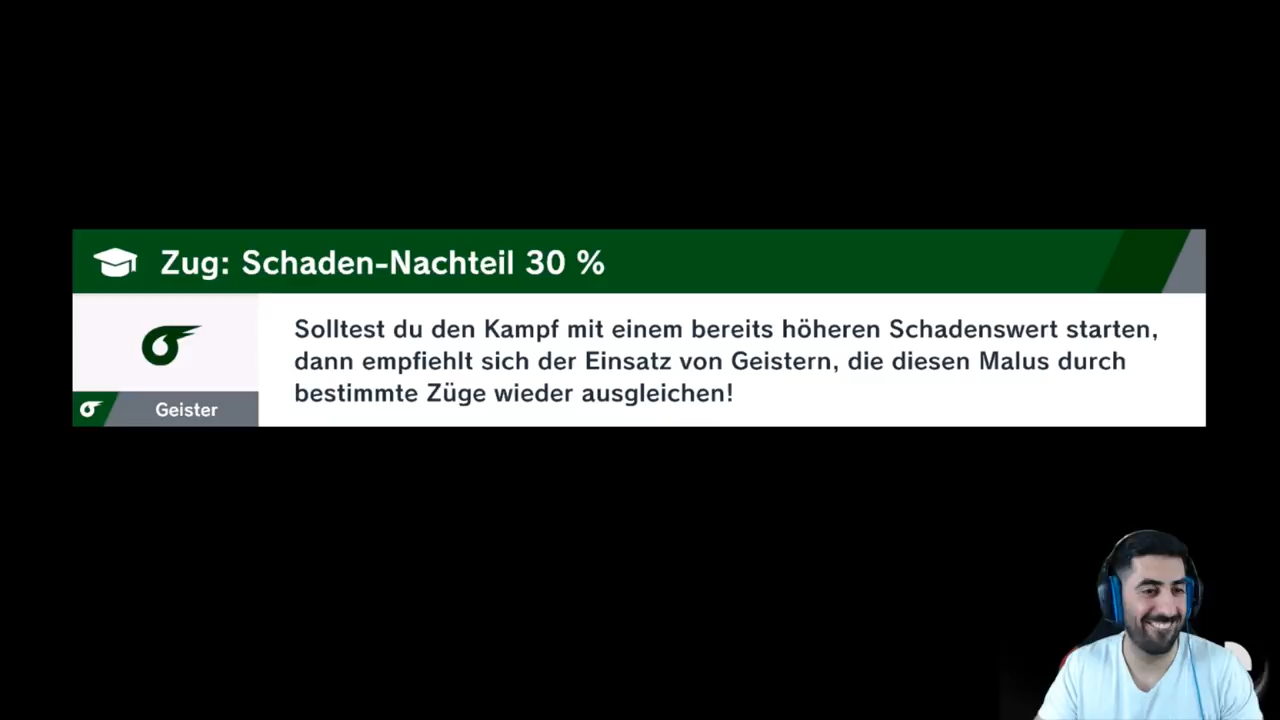 Zug: Schaden-Nachteil 30 %
Solltest du den Kampf mit einem bereits höheren Schadenswert starten,
dann empfiehlt sich der Einsatz von Geistern, die diesen Malus durch
bestimmte Züge wieder ausgleichen!
Geister